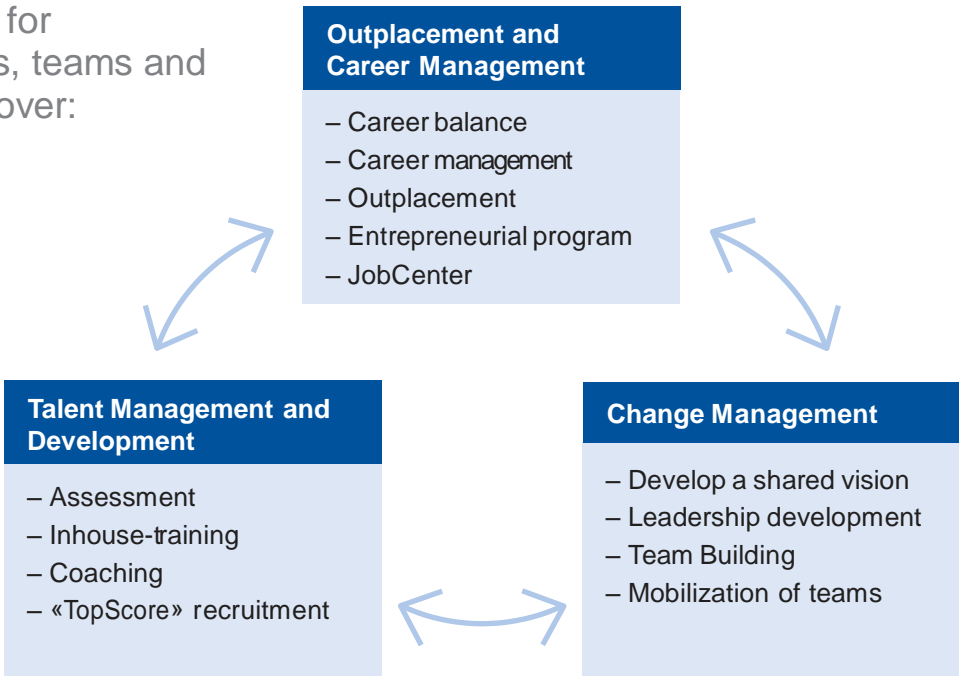 for
s, teams and
over:
Outplacement and
Career Management
– Career balance
– Career management
– Outplacement
– Entrepreneurial program
– JobCenter
Talent Management and
Development
– Assessment
– Inhouse-training
– Coaching
– «TopScore» recruitment
Change Management
– Develop a shared vision
– Leadership development
– Team Building
– Mobilization of teams